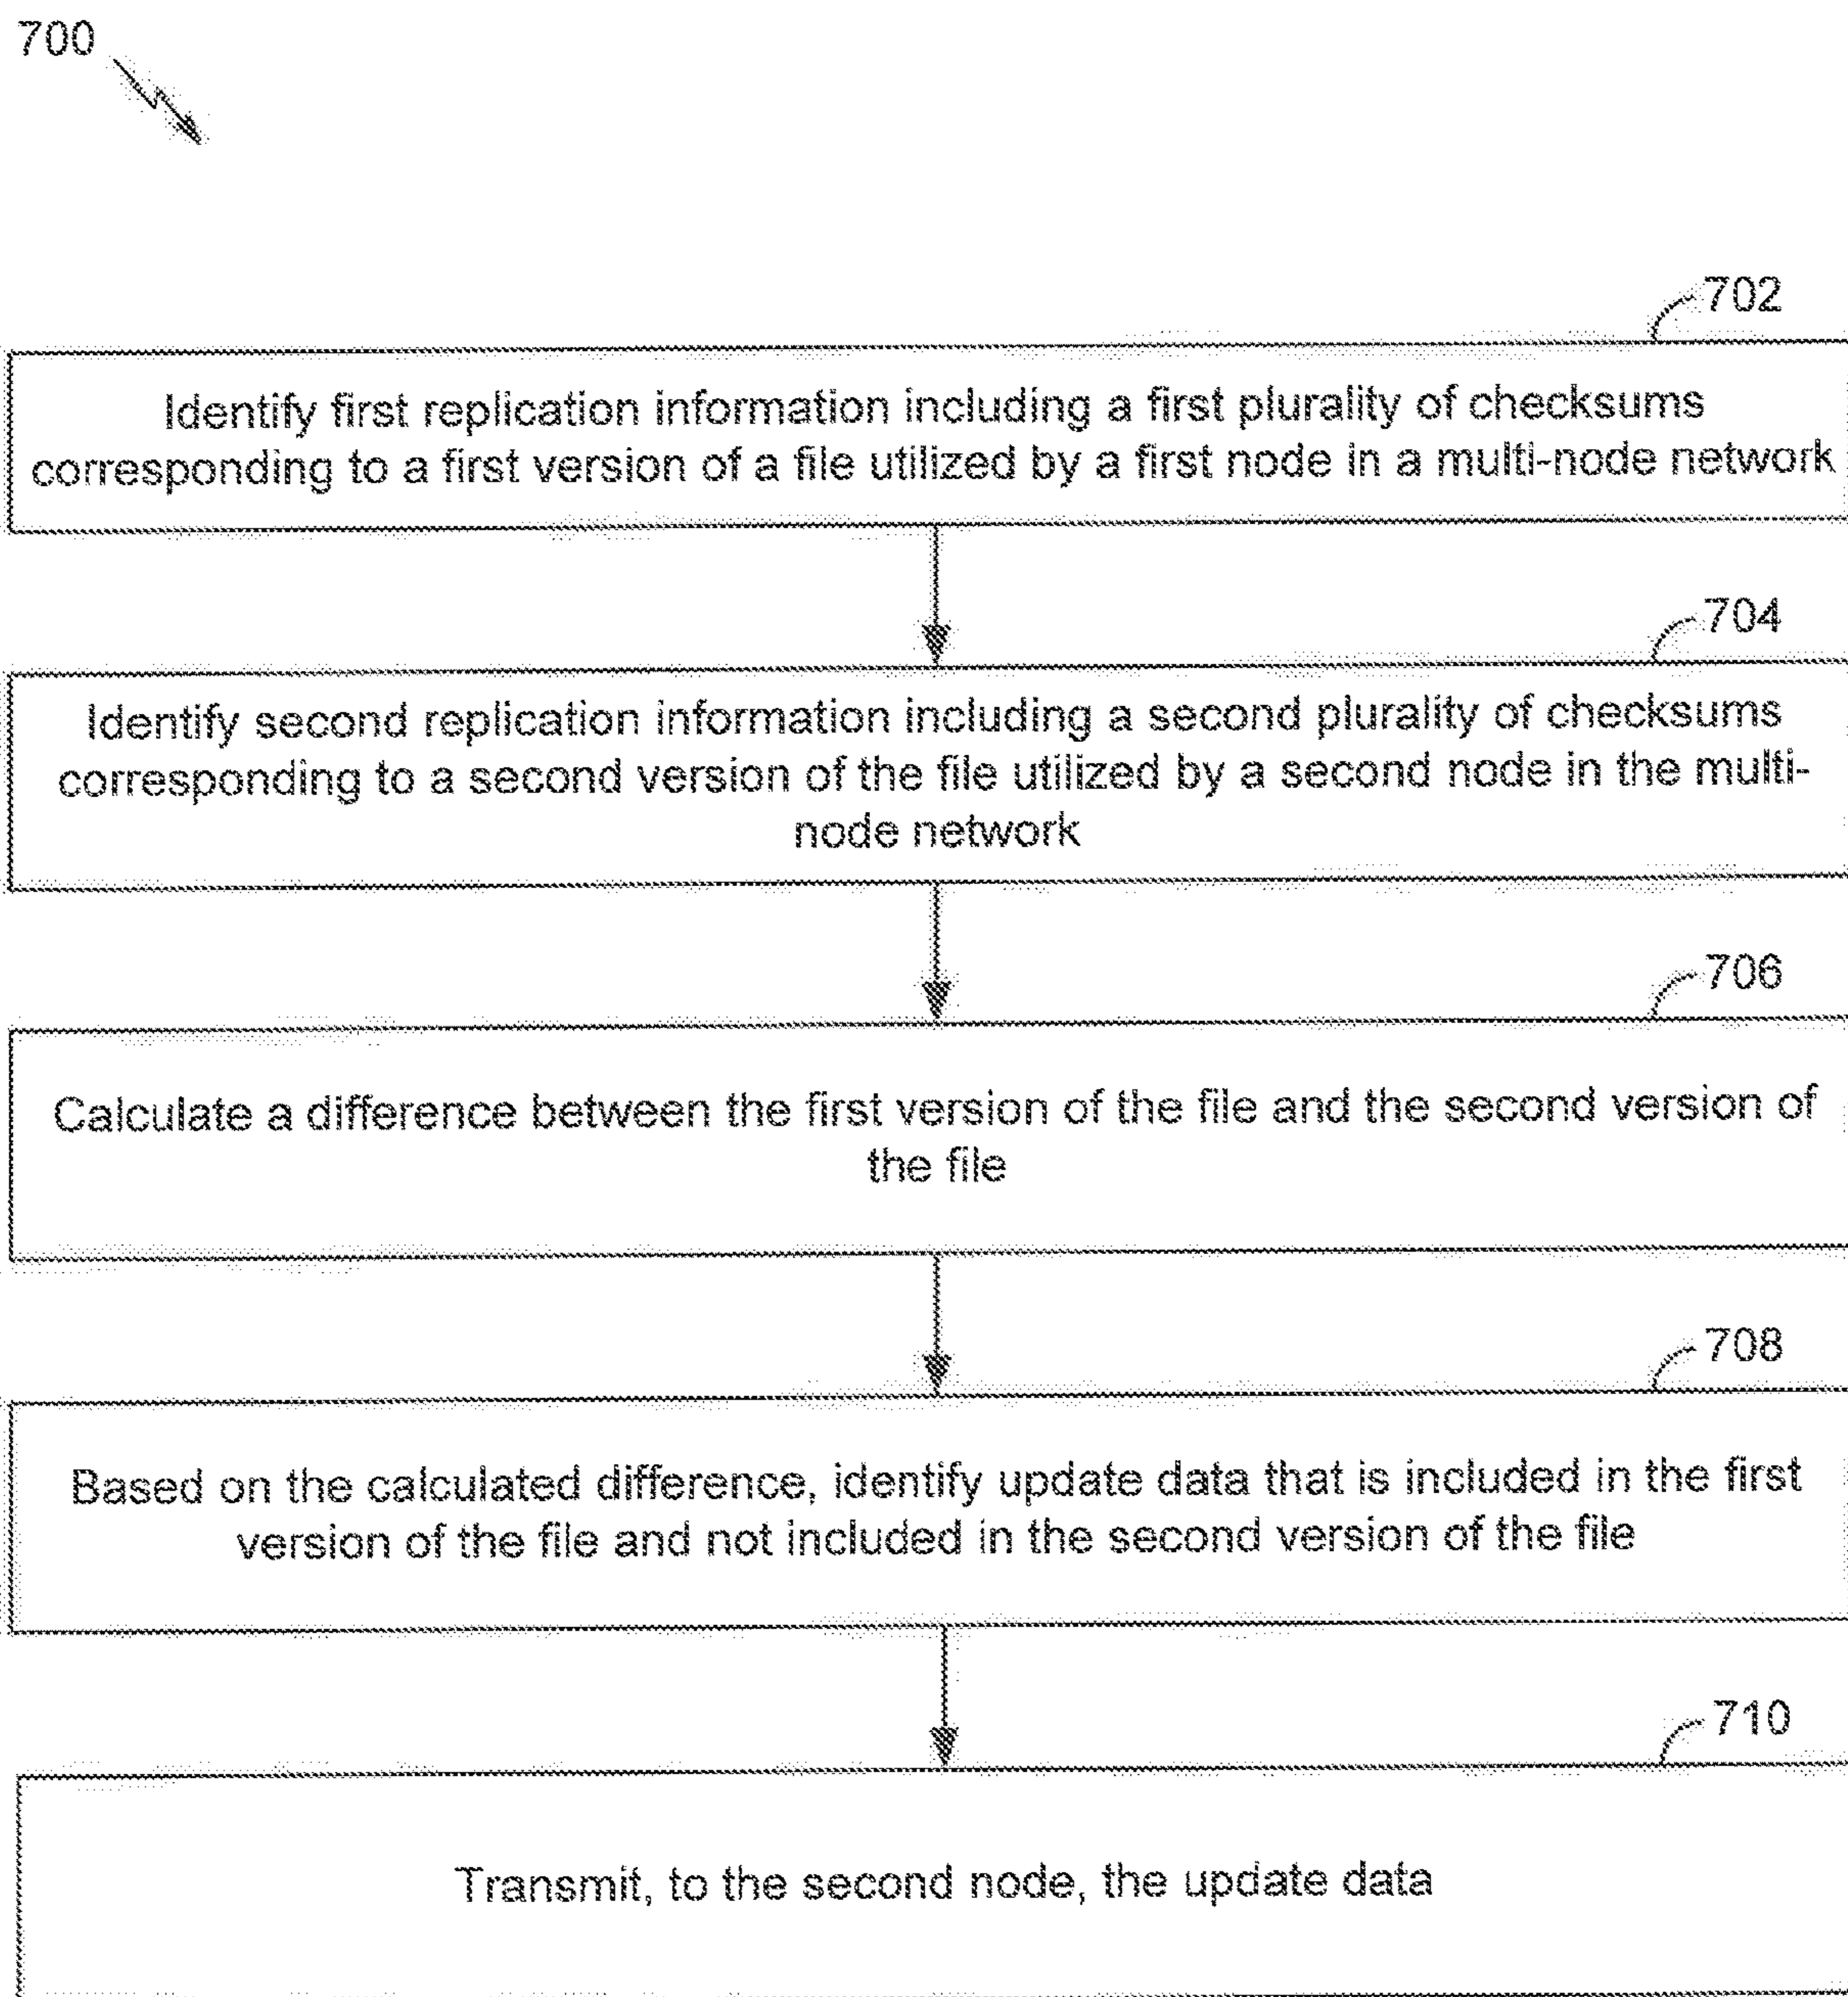 700
702
Identify first replication information including a first plurality of checksums
corresponding to a first version of a file utilized by a first node in a multi-node network
704
Identify second replication information including a second plurality of checksums
corresponding to a second version of the file utilized by a second node in the multi-
node network
706
Calculate a difference between the first version of the file and the second version of
the file
708
Based on the calculated difference, identify update data that is included in the first
version of the file and not included in the second version of the file
710
Transmit, to the second node, the update data